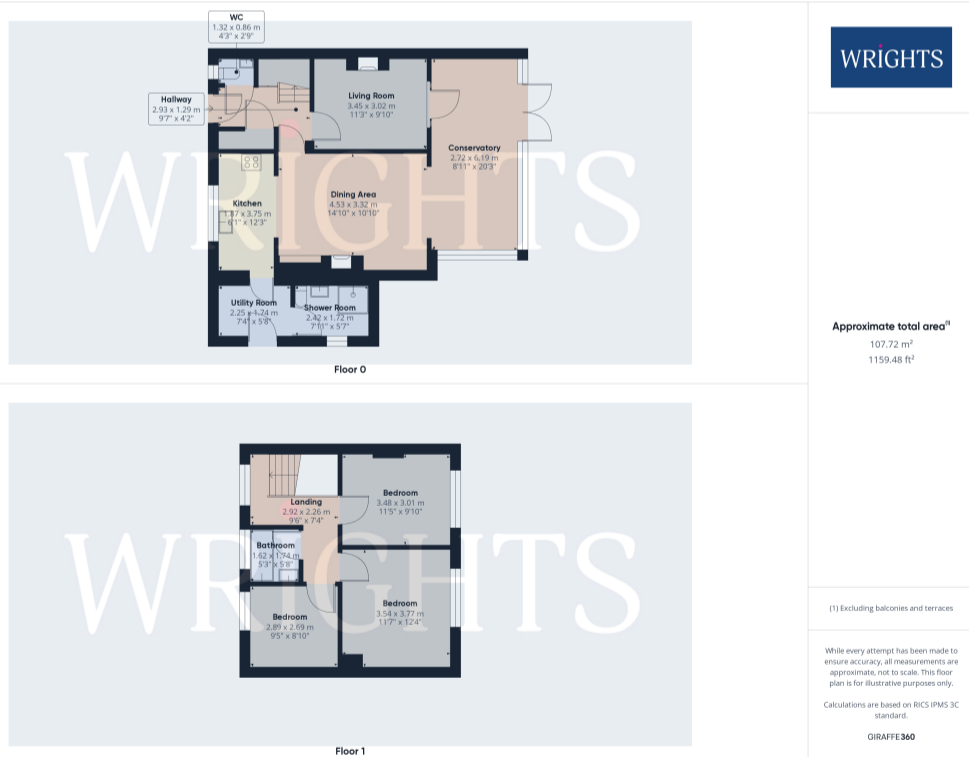 WC
1.32 x 0.86 m
4'3" x 2'9"
Hallway
2.93 x 1.29 m
9'7" x 4'2"
Living Room
3.45 x 3.02 m
11'3" x 9'10"
Conservatory
2.72 x 6.19 m
8'11" x 20'3"
Dining Area
4.53 x 3.32 m
14'10" x 10'10"
Kitchen
1.87 x 3.75 m
6'1" x 12'3"
Utility Room
2.25 x 1.74 m
7'4" x 5'8"
Shower Room
2.42 x 1.72 m
7'11" x 5'7"
WRIGHTS
Floor 0
Landing
2.92 x 2.26 m
9'6" x 7'4"
Bedroom
3.48 x 3.01 m
11'5" x 9'10"
Bathroom
1.62 x 1.74 m
5'3" x 5'8"
Bedroom
2.89 x 2.69 m
9'5" x 8'10"
Bedroom
3.54 x 3.77 m
11'7" x 12'4"
WRIGHTS
Floor 1
WRIGHTS
Approximate total area(1)
107.72 m²
1159.48 ft²
(1) Excluding balconies and terraces
While every attempt has been made to
ensure accuracy, all measurements are
approximate, not to scale. This floor
plan is for illustrative purposes only.
Calculations are based on RICS IPMS 3C
standard.
GIRAFFE360